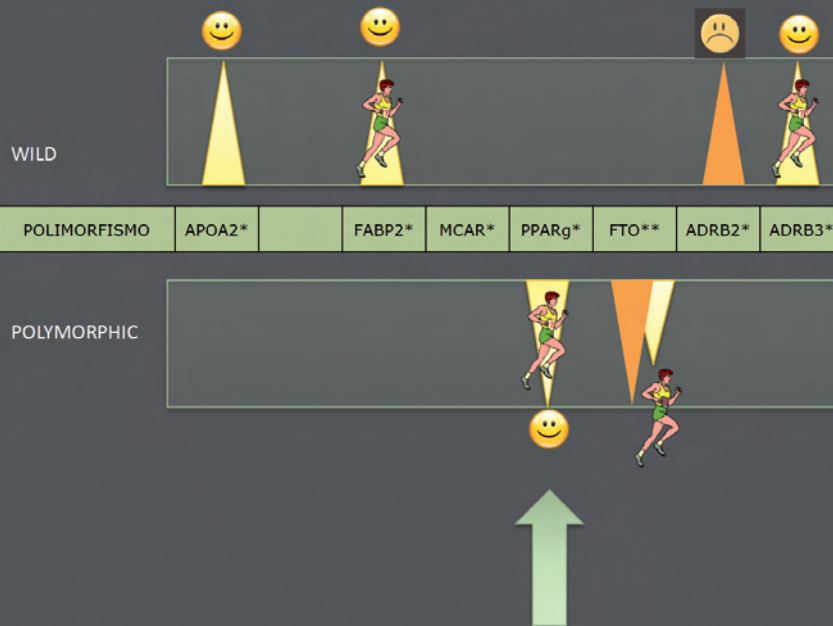 WILD
POLIMORFISMO APOA2* FABP2* MCAR* PPARg* FTO** ADRB2* ADRB3*
POLYMORPHIC